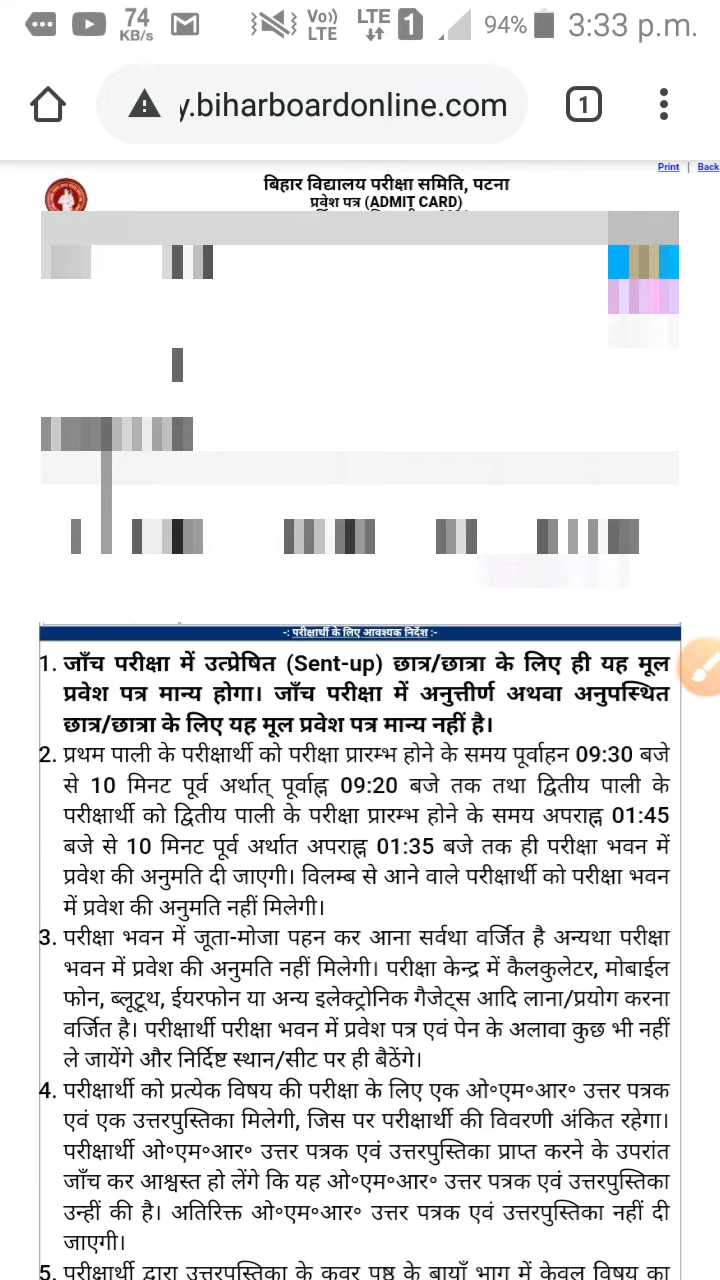 74
KB/s
Vo))
LTE
LTE
1
94%
3:33 p.m.
y.biharboardonline.com
1
Print | Back
बिहार विद्यालय परीक्षा समिति, पटना
प्रवेश पत्र (ADMIT CARD)
-: परीक्षार्थी के लिए आवश्यक निर्देश :-
1. जाँच परीक्षा में उत्प्रेषित (Sent-up) छात्र/छात्रा के लिए ही यह मूल
प्रवेश पत्र मान्य होगा। जाँच परीक्षा में अनुत्तीर्ण अथवा अनुपस्थित
छात्र/छात्रा के लिए यह मूल प्रवेश पत्र मान्य नहीं है।
2. प्रथम पाली के परीक्षार्थी को परीक्षा प्रारम्भ होने के समय पूर्वाहन 09:30 बजे
से 10 मिनट पूर्व अर्थात् पूर्वाह्न 09:20 बजे तक तथा द्वितीय पाली के
परीक्षार्थी को द्वितीय पाली के परीक्षा प्रारम्भ होने के समय अपराह्न 01:45
बजे से 10 मिनट पूर्व अर्थात अपराह्न 01:35 बजे तक ही परीक्षा भवन में
प्रवेश की अनुमति दी जाएगी। विलम्ब से आने वाले परीक्षार्थी को परीक्षा भवन
में प्रवेश की अनुमति नहीं मिलेगी।
3. परीक्षा भवन में जूता-मोजा पहन कर आना सर्वथा वर्जित है अन्यथा परीक्षा
भवन में प्रवेश की अनुमति नहीं मिलेगी। परीक्षा केन्द्र में कैलकुलेटर, मोबाईल
फोन, ब्लूटूथ, ईयरफोन या अन्य इलेक्ट्रोनिक गैजेट्स आदि लाना/प्रयोग करना
वर्जित है। परीक्षार्थी परीक्षा भवन में प्रवेश पत्र एवं पेन के अलावा कुछ भी नहीं
ले जायेंगे और निर्दिष्ट स्थान/सीट पर ही बैठेंगे।
4. परीक्षार्थी को प्रत्येक विषय की परीक्षा के लिए एक ओ॰एम॰आर॰ उत्तर पत्रक
एवं एक उत्तरपुस्तिका मिलेगी, जिस पर परीक्षार्थी की विवरणी अंकित रहेगा।
परीक्षार्थी ओ॰एम॰आर॰ उत्तर पत्रक एवं उत्तरपुस्तिका प्राप्त करने के उपरांत
जाँच कर आश्वस्त हो लेंगे कि यह ओ॰एम॰आर॰ उत्तर पत्रक एवं उत्तरपुस्तिका
उन्हीं की है। अतिरिक्त ओ॰एम॰आर॰ उत्तर पत्रक एवं उत्तरपुस्तिका नहीं दी
जाएगी।
5. परीक्षार्थी द्वारा उत्तरपुस्तिका के कवर पृष्ठ के बायाँ भाग में केवल विषय का